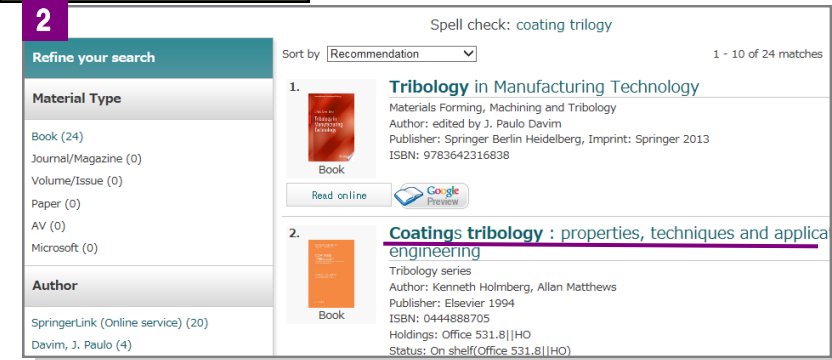 2
Spell check: coating trilogy
Refine your search
Sort by Recommendation
1 - 10 of 24 matches
Material Type
Book (24)
Journal/Magazine (0)
Volume/Issue (0)
Paper (0)
AV (0)
Microsoft (0)
Author
SpringerLink (Online service) (20)
Davim, J. Paulo (4)
1.
Tribology in
Manufacturing
Technology
Book
Tribology in Manufacturing Technology
Materials Forming, Machining and Tribology
Author: edited by J. Paulo Davim
Publisher: Springer Berlin Heidelberg, Imprint: Springer 2013
ISBN: 9783642316838
Read online
Google
Preview
2.
Book
Coatings tribology : properties, techniques and applica
engineering
Tribology series
Author: Kenneth Holmberg, Allan Matthews
Publisher: Elsevier 1994
ISBN: 0444888705
Holdings: Office 531.8||HO
Status: On shelf(Office 531.8||HO)